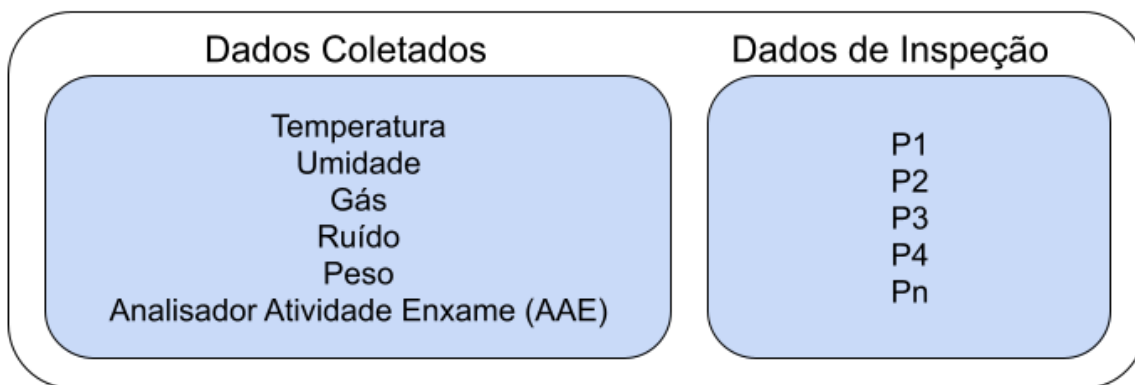 Dados Coletados
Temperatura
Umidade
Gás
Ruído
Peso
Analisador Atividade Enxame (AAE)
Dados de Inspeção
P1
P2
P3
P4
Pn